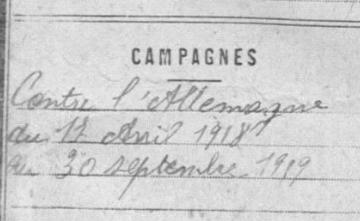 CAMPAGNES
Contre l'Allemagne
du 17 Avril 1918
au 30 septembre 1919